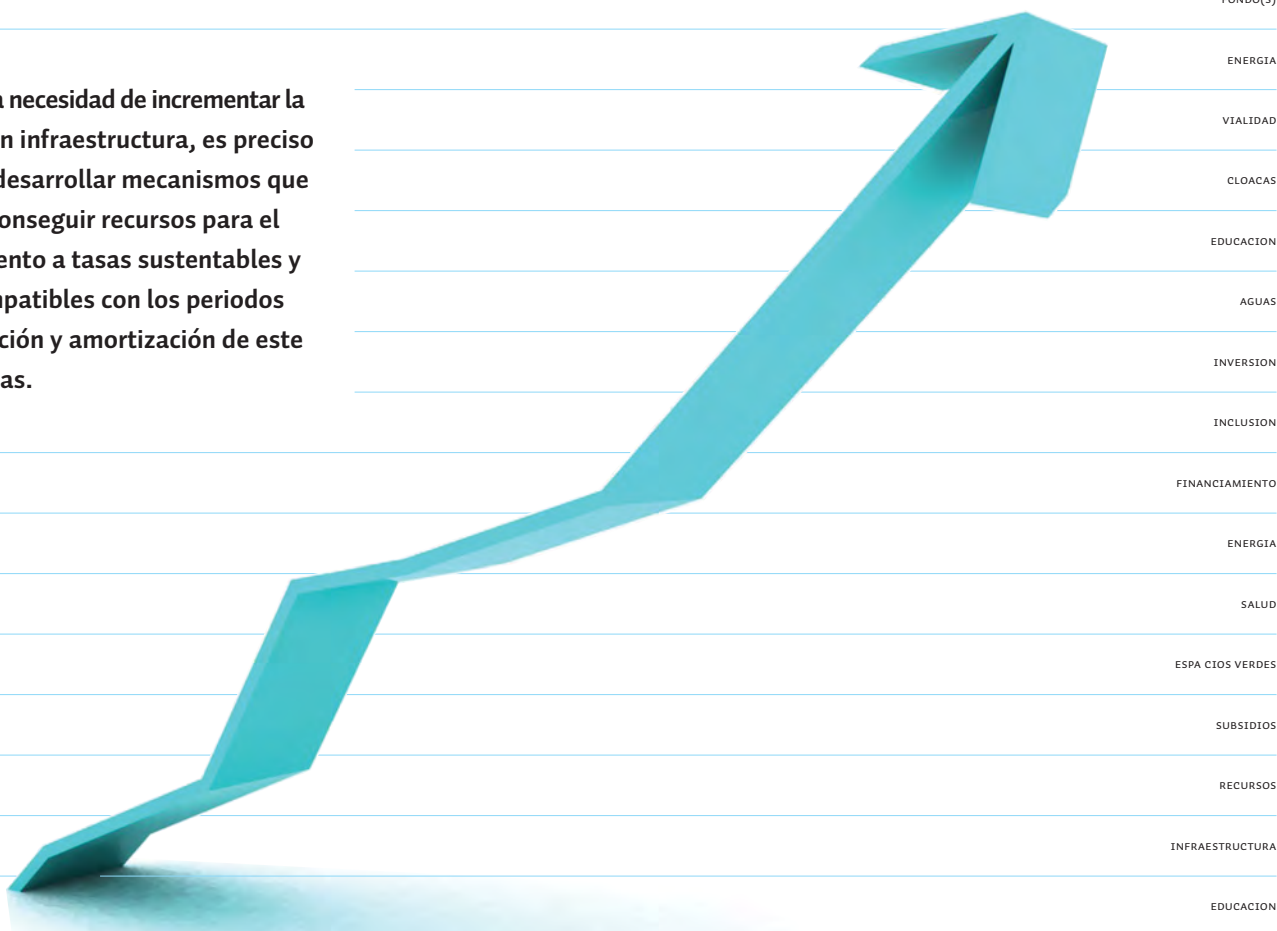 a necesidad de incrementar la
n infraestructura, es preciso
desarrollar mecanismos que
onseguir recursos para el
ento a tasas sustentables y
patibles con los periodos
ción y amortización de este
as.
FONDO(S)
ENERGIA
VIALIDAD
CLOACAS
EDUCACION
AGUAS
INVERSION
INCLUSION
FINANCIAMIENTO
ENERGIA
SALUD
ESPA CIOS VERDES
SUBSIDIOS
RECURSOS
INFRAESTRUCTURA
EDUCACION